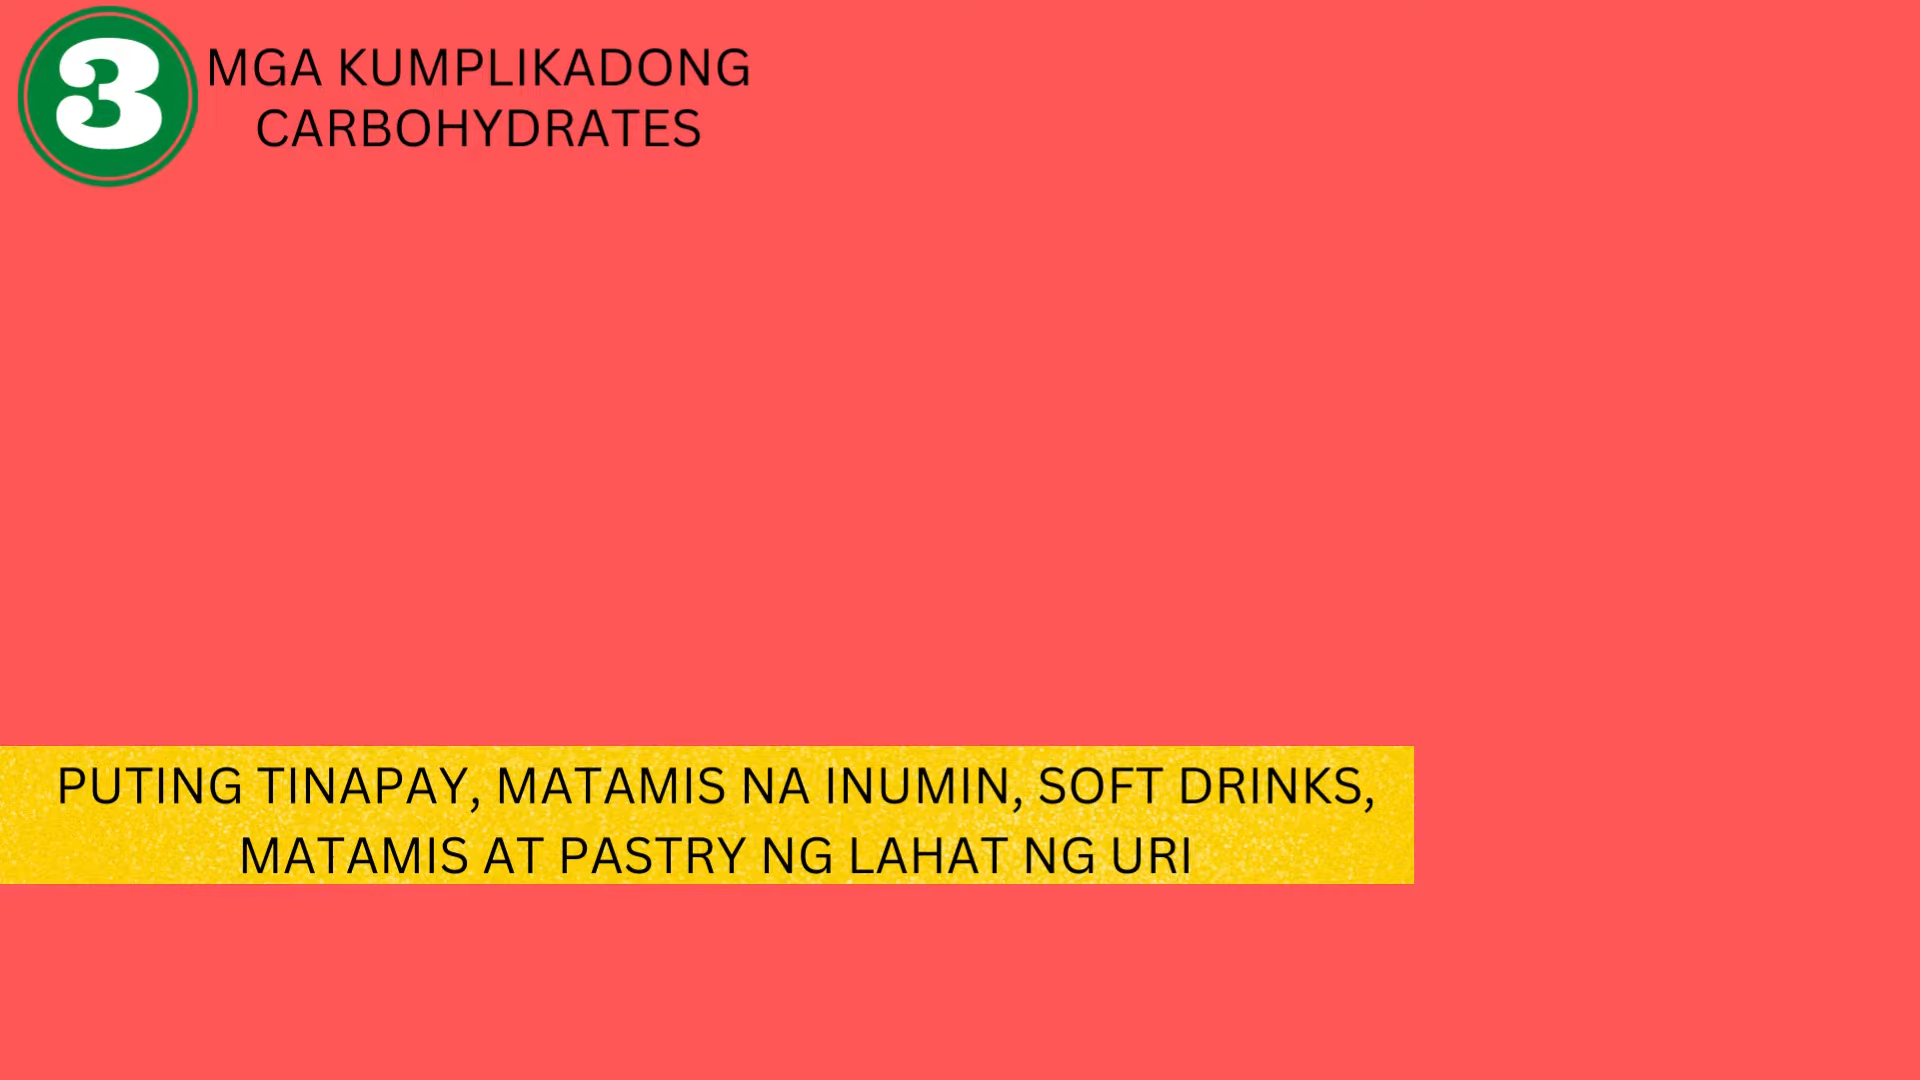 3
MGA KUMPLIKADONG
CARBOHYDRATES
PUTING TINAPAY, MATAMIS NA INUMIN, SOFT DRINKS,
MATAMIS AT PASTRY NG LAHAT NG URI